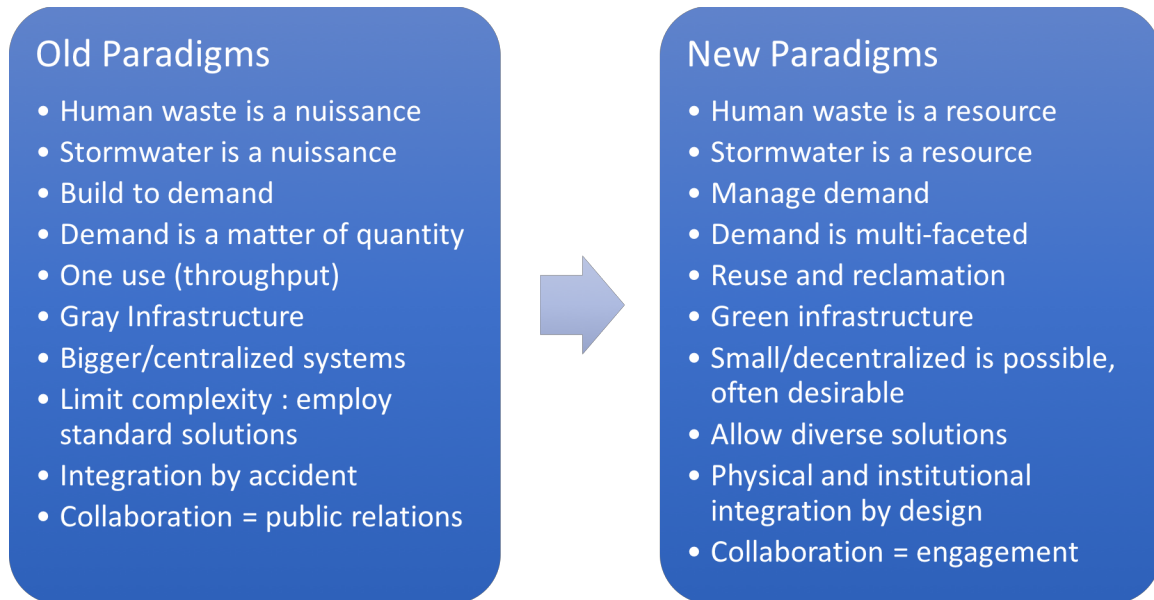 Old Paradigms
• Human waste is a nuissance
• Stormwater is a nuissance
• Build to demand
• Demand is a matter of quantity
• One use (throughput)
• Gray Infrastructure
• Bigger/centralized systems
• Limit complexity : employ
standard solutions
• Integration by accident
• Collaboration = public relations
New Paradigms
• Human waste is a resource
• Stormwater is a resource
• Manage demand
• Demand is multi-faceted
• Reuse and reclamation
• Green infrastructure
• Small/decentralized is possible,
often desirable
• Allow diverse solutions
• Physical and institutional
integration by design
• Collaboration = engagement